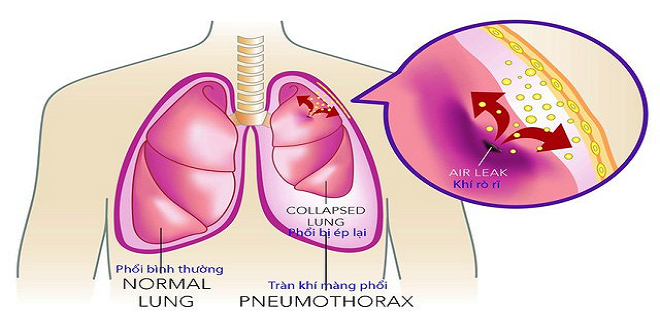 AIR LEAK
Khí rò rĩ
COLLAPSED
LUNG
Phổi bị ép lại
Phổi bình thường
NORMAL
LUNG
Tràn khí màng phổi
PNEUMOTHORAX